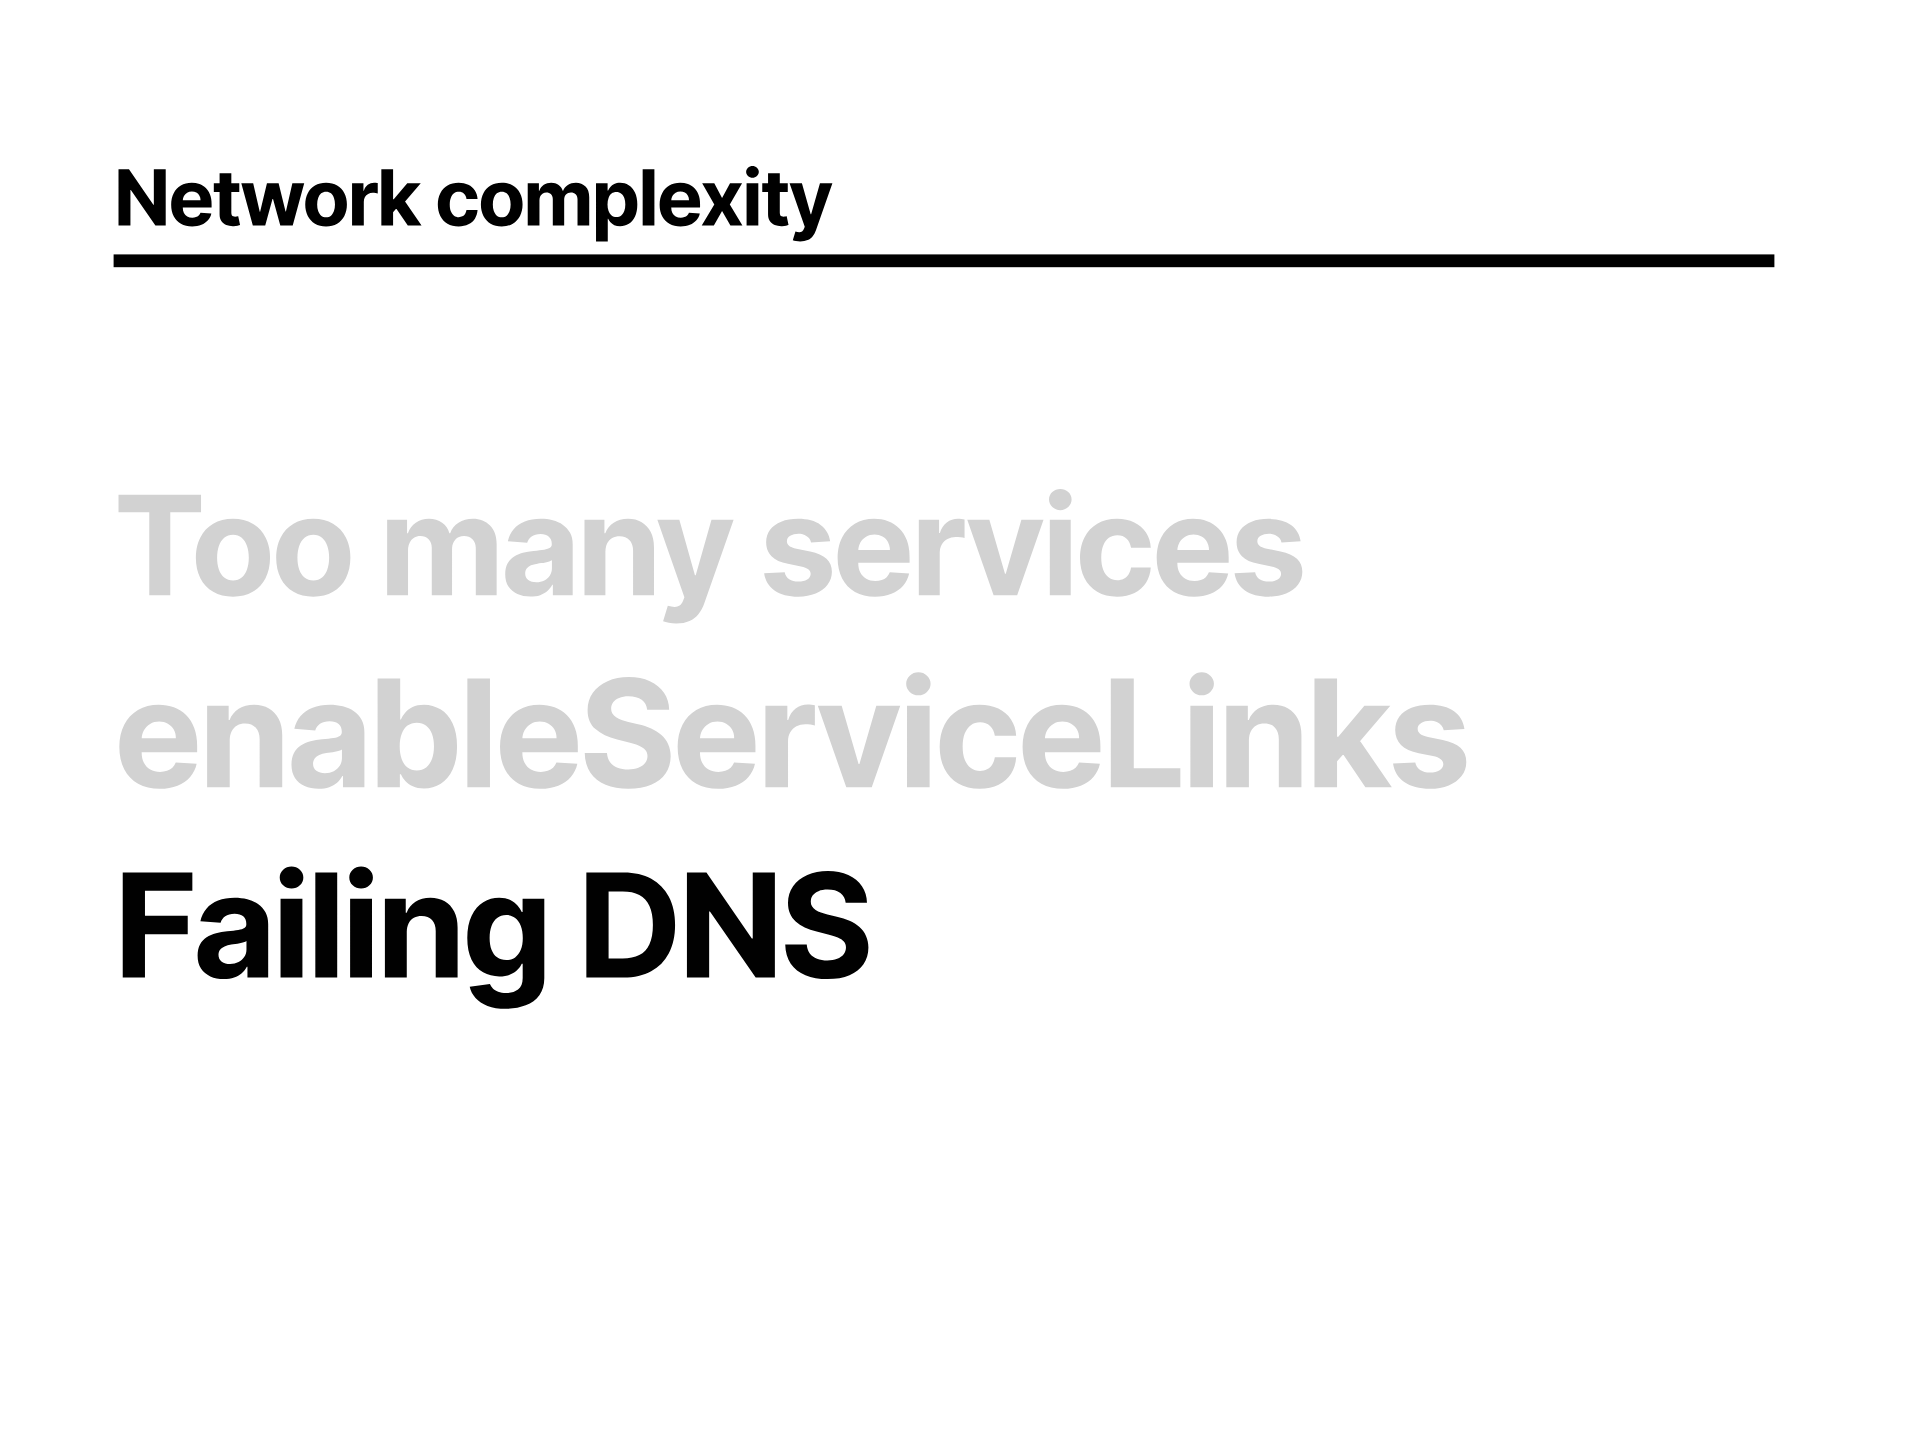 Network complexity
Too many services
enableServiceLinks
Failing DNS